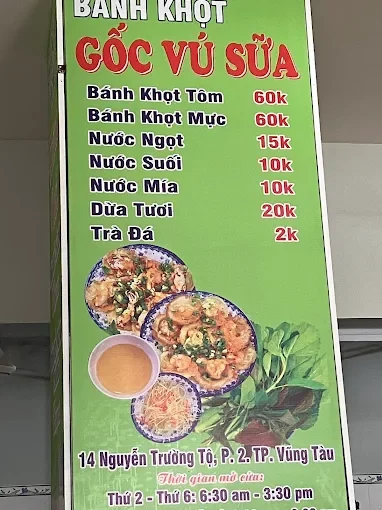 BÁNH KHỌT
GỐC VÚ SỮA
Bánh Khọt Tôm 60k
Bánh Khọt Mực 60k
Nước Ngọt 15k
Nước Suối 10k
Nước Mía 10k
Dừa Tươi 20k
Trà Đá 2k
14 Nguyễn Trường Tộ, P. 2. TP. Vũng Tàu
Thời gian mở cửa:
Thứ 2 - Thứ 6: 6:30 am - 3:30 pm